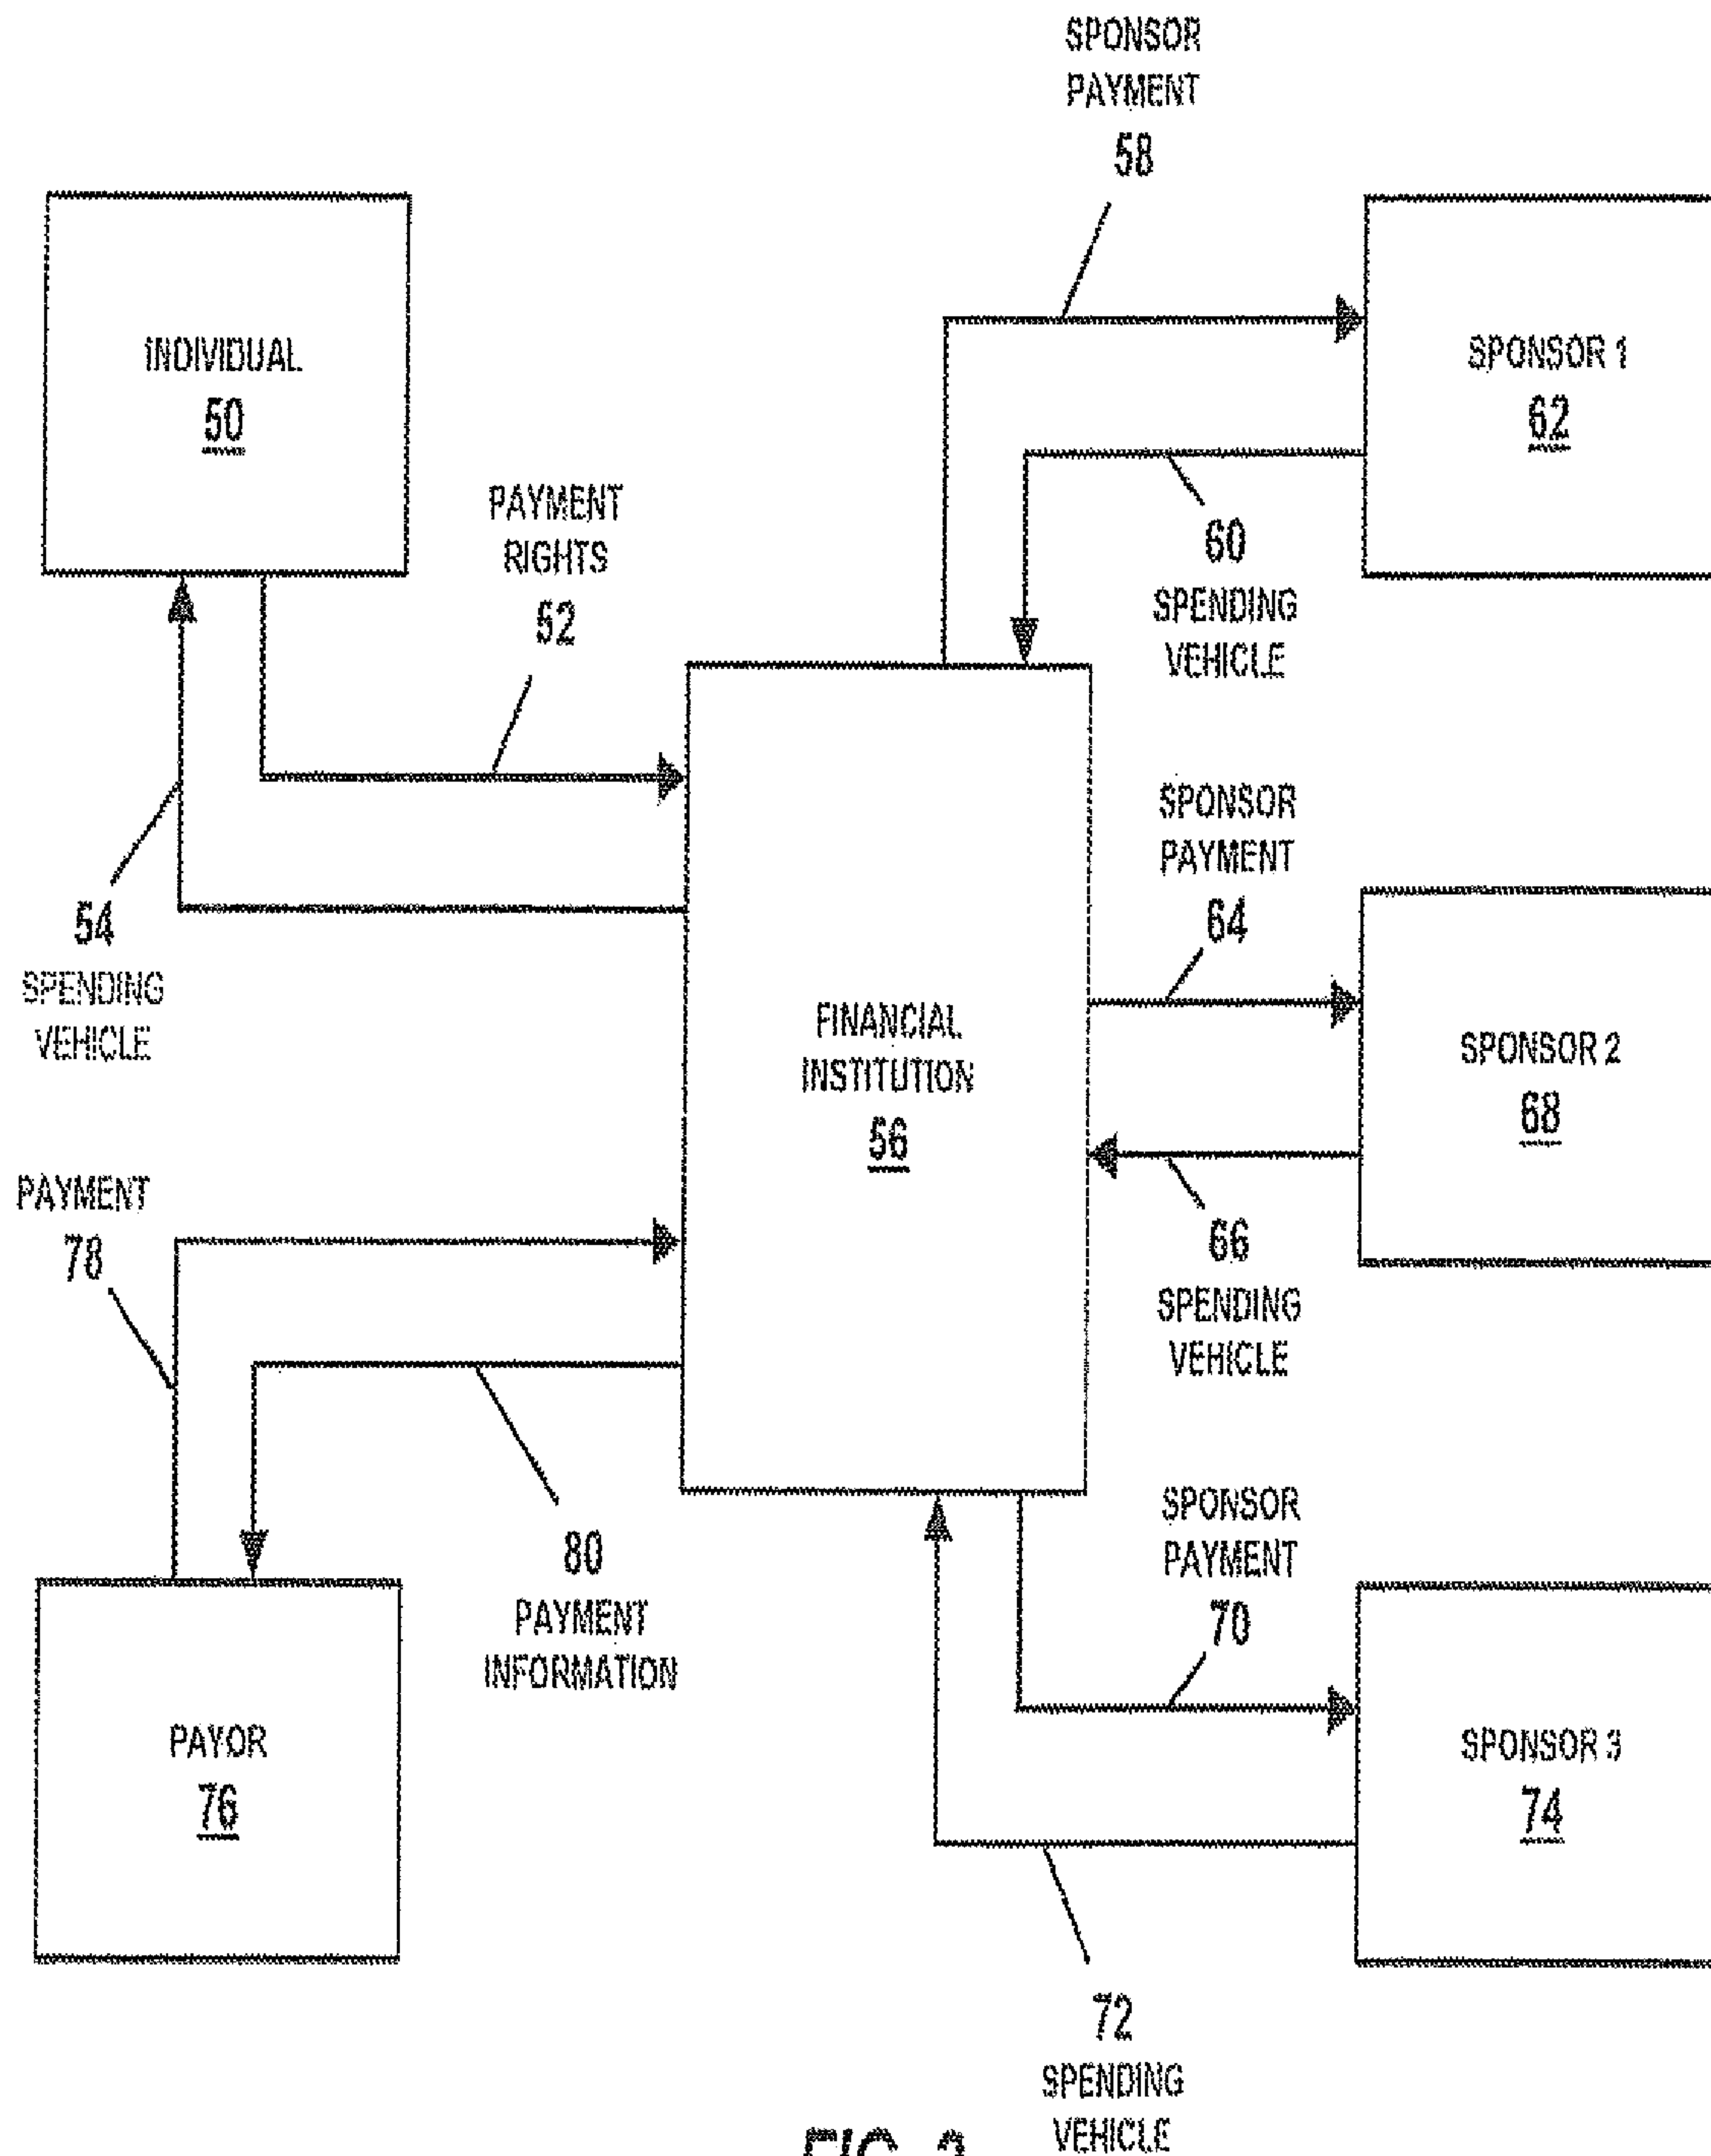 SPONSOR
PAYMENT
58
INDIVIDUAL
50
SPONSOR 1
62
PAYMENT
RIGHTS
52
60
SPENDING
VEHICLE
54
SPENDING
VEHICLE
SPONSOR
PAYMENT
64
FINANCIAL
INSTITUTION
56
SPONSOR 2
68
PAYMENT
78
66
SPENDING
VEHICLE
80
PAYMENT
INFORMATION
SPONSOR
PAYMENT
70
PAYOR
76
SPONSOR 3
74
72
SPENDING
VEHICLE
FIG.